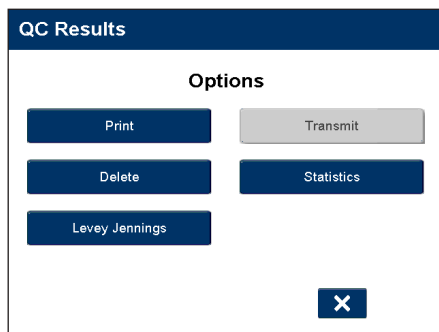 QC Results
Options
Print
Transmit
Delete
Statistics
Levey Jennings